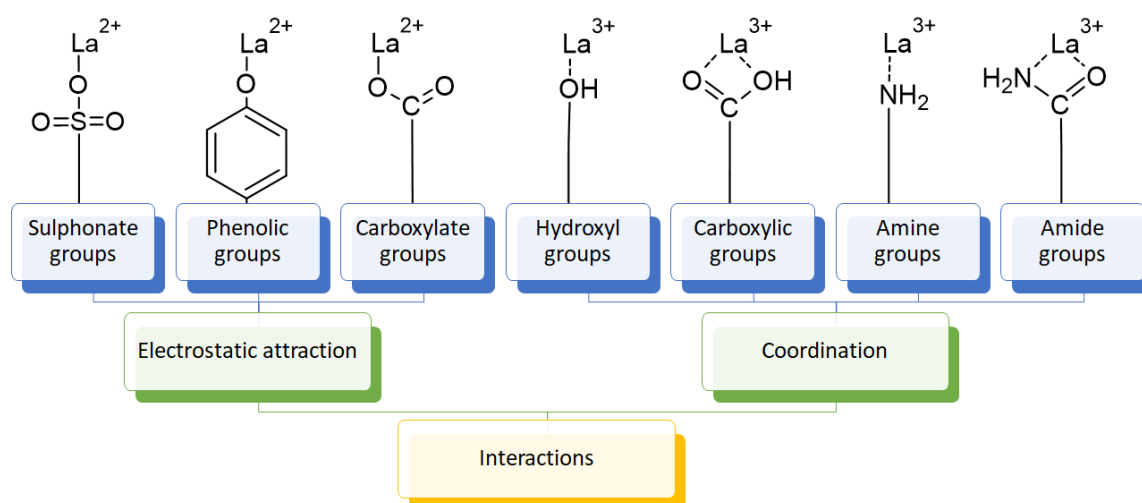 La2+ La2+ La2+ La3+ La3+ La3+ La3+
O O O O OH O OH NH2 H2N O
O=S=O C C C
Sulphonate groups
Phenolic groups
Carboxylate groups
Hydroxyl groups
Carboxylic groups
Amine groups
Amide groups
Electrostatic attraction
Coordination
Interactions